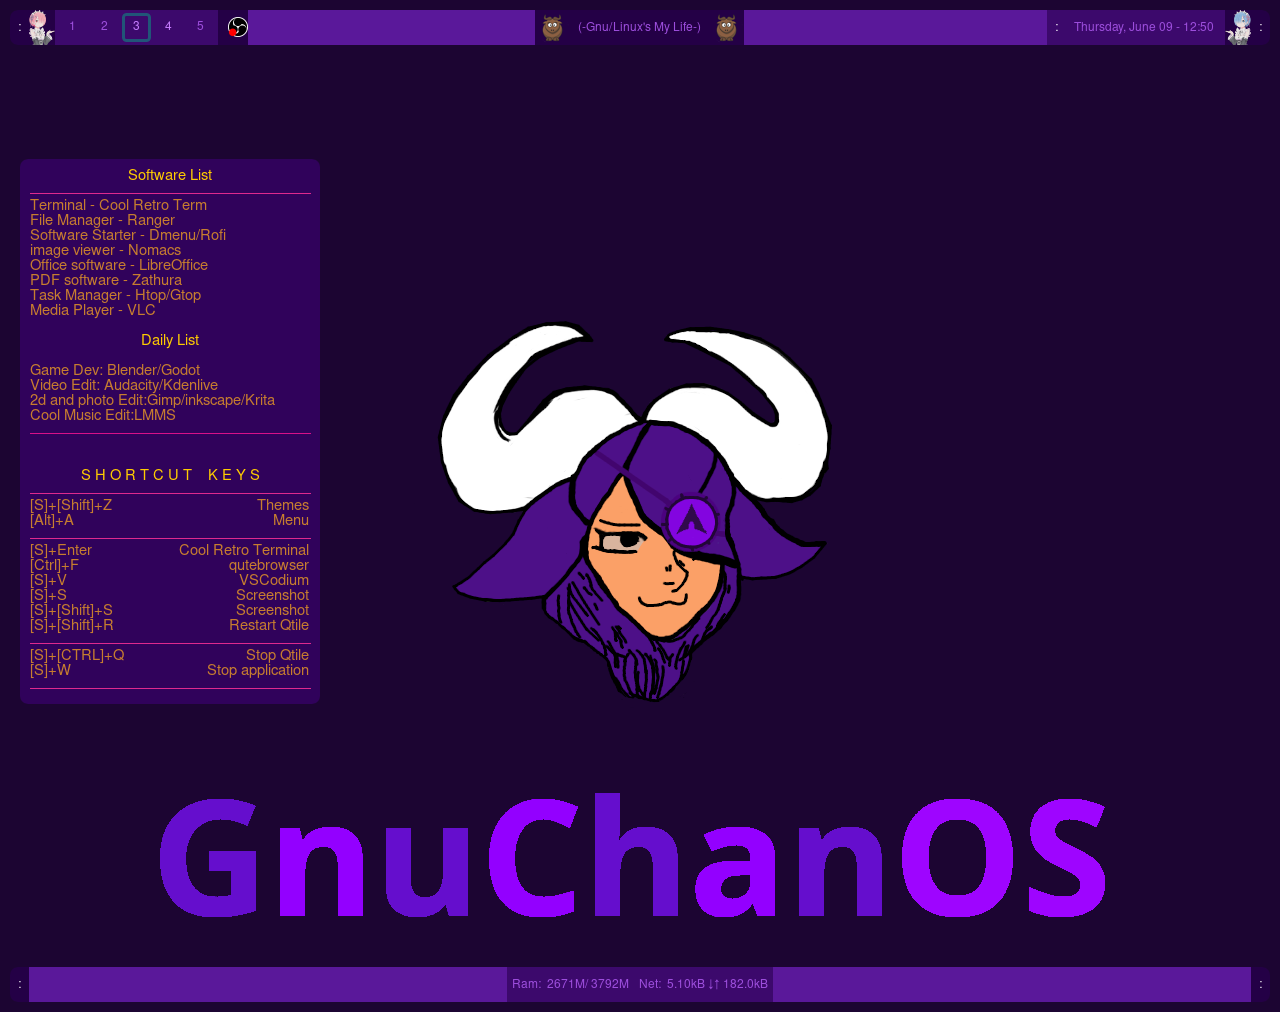 : 1 2 3 4 5 (-Gnu/Linux's My Life-) : Thursday, June 09 - 12:50 :
Software List
Terminal - Cool Retro Term
File Manager - Ranger
Software Starter - Dmenu/Rofi
image viewer - Nomacs
Office software - LibreOffice
PDF software - Zathura
Task Manager - Htop/Gtop
Media Player - VLC
Daily List
Game Dev: Blender/Godot
Video Edit: Audacity/Kdenlive
2d and photo Edit:Gimp/inkscape/Krita
Cool Music Edit:LMMS
S H O R T C U T   K E Y S
[S]+[Shift]+Z Themes
[Alt]+A Menu
[S]+Enter Cool Retro Terminal
[Ctrl]+F qutebrowser
[S]+V VSCodium
[S]+S Screenshot
[S]+[Shift]+S Screenshot
[S]+[Shift]+R Restart Qtile
[S]+[CTRL]+Q Stop Qtile
[S]+W Stop application
GnuChanOS
: Ram: 2671M/ 3792M Net: 5.10kB ↓↑ 182.0kB :